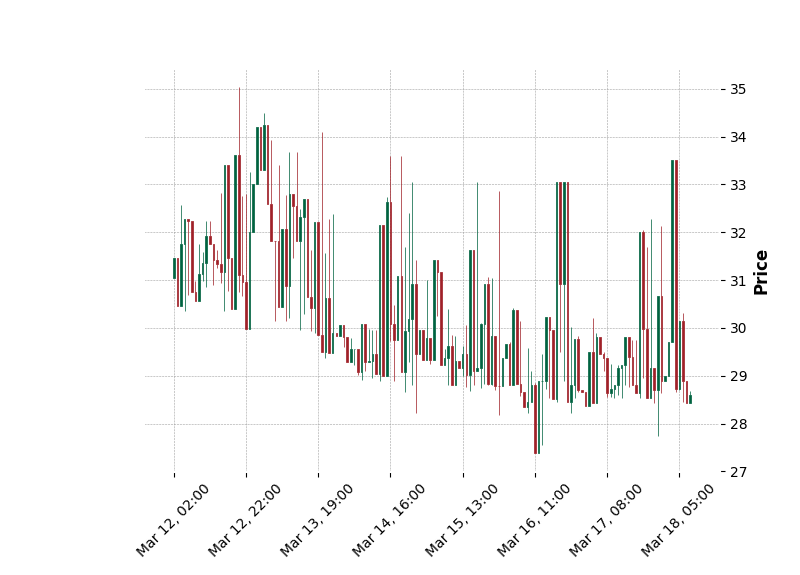 35
34
33
32
31
30
29
28
27
Price
Mar 12, 02:00
Mar 12, 22:00
Mar 13, 19:00
Mar 14, 16:00
Mar 15, 13:00
Mar 16, 11:00
Mar 17, 08:00
Mar 18, 05:00